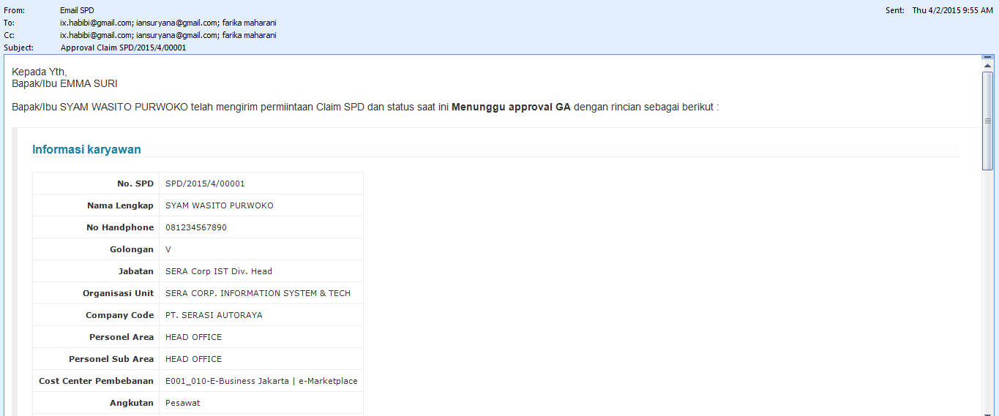 From: Email SPD Sent: Thu 4/2/2015 9:55 AM
To: ix.habibi@gmail.com; iansuryana@gmail.com; farika maharani
Cc: ix.habibi@gmail.com; iansuryana@gmail.com; farika maharani
Subject: Approval Claim SPD/2015/4/00001
Kepada Yth,
Bapak/Ibu EMMA SURI
Bapak/Ibu SYAM WASITO PURWOKO telah mengirim permiintaan Claim SPD dan status saat ini Menunggu approval GA dengan rincian sebagai berikut :
Informasi karyawan
No. SPD SPD/2015/4/00001
Nama Lengkap SYAM WASITO PURWOKO
No Handphone 081234567890
Golongan V
Jabatan SERA Corp IST Div. Head
Organisasi Unit SERA CORP. INFORMATION SYSTEM & TECH
Company Code PT. SERASI AUTORAYA
Personel Area HEAD OFFICE
Personel Sub Area HEAD OFFICE
Cost Center Pembebanan E001_010-E-Business Jakarta | e-Marketplace
Angkutan Pesawat